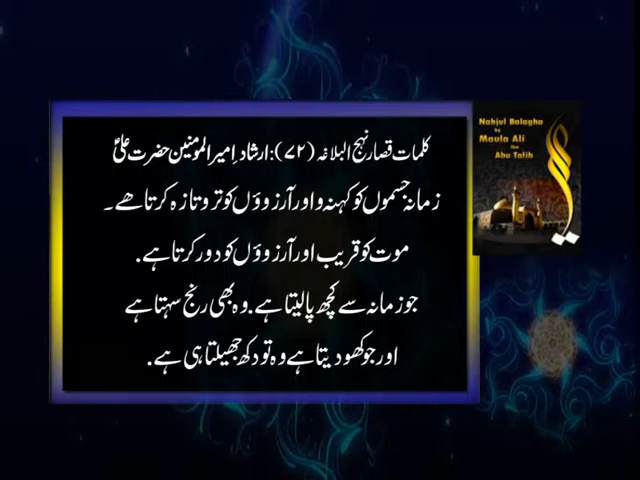 کلمات قصار نہج البلاغہ (۷۲): ارشاد امیر المومنین حضرت علیؑ
زمانہ جسموں کو کہنہ و اور آرزوؤں کو تر و تازہ کرتا ھے ۔
موت کو قریب اور آرزوؤں کو دور کرتا ہے .
جو زمانہ سے کچھ پا لیتا ہے . وہ بھی رنج سہتا ہے
اور جو کھو دیتا ہے وہ تو دکھ جھیلتا ہی ہے .
Nahjul Balagha
by
Maula Ali
Ibne
Abu Talib